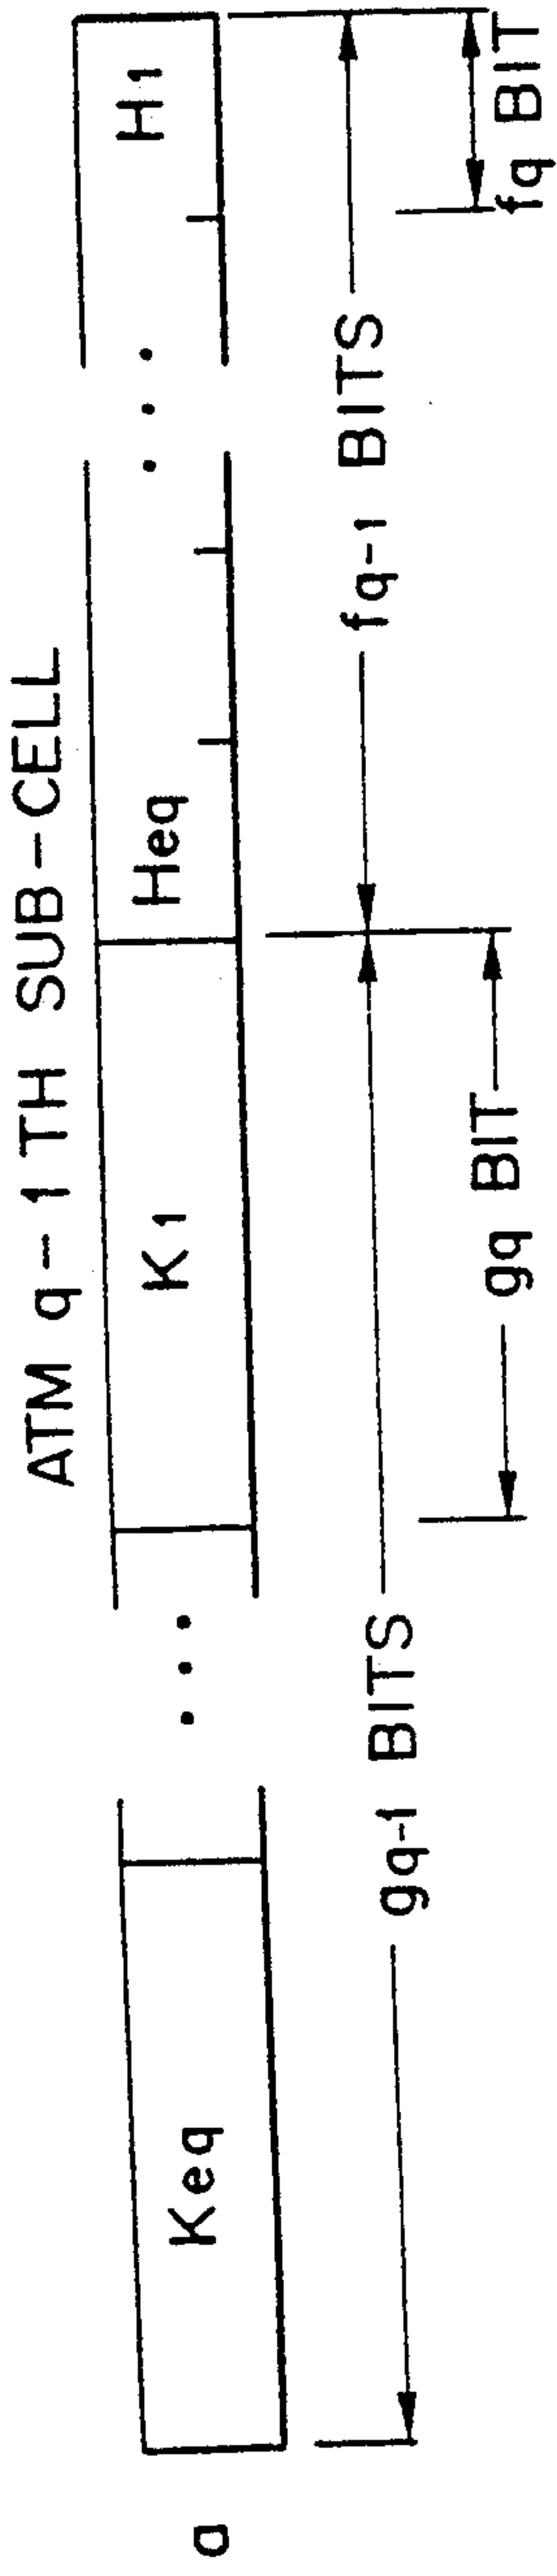 ATM q-1 TH SUB-CELL
a
Keq
...
K1
Heq
...
H1
gq-1 BITS
fq-1 BITS
gq BIT
fq BIT